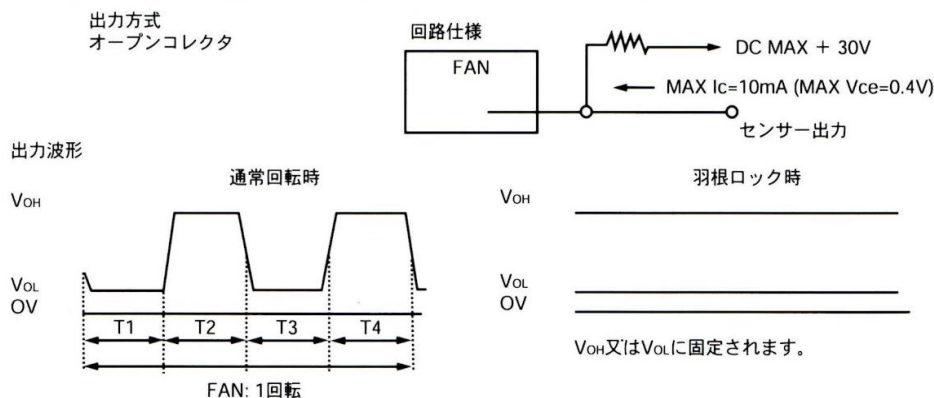 出力方式
オープンコレクタ
回路仕様
FAN
DC MAX + 30V
MAX Ic=10mA (MAX Vce=0.4V)
センサー出力
出力波形
通常回転時
VOH
VOL
OV
T1 T2 T3 T4
FAN: 1回転
羽根ロック時
VOH
VOL
OV
VOH又はVOLに固定されます。